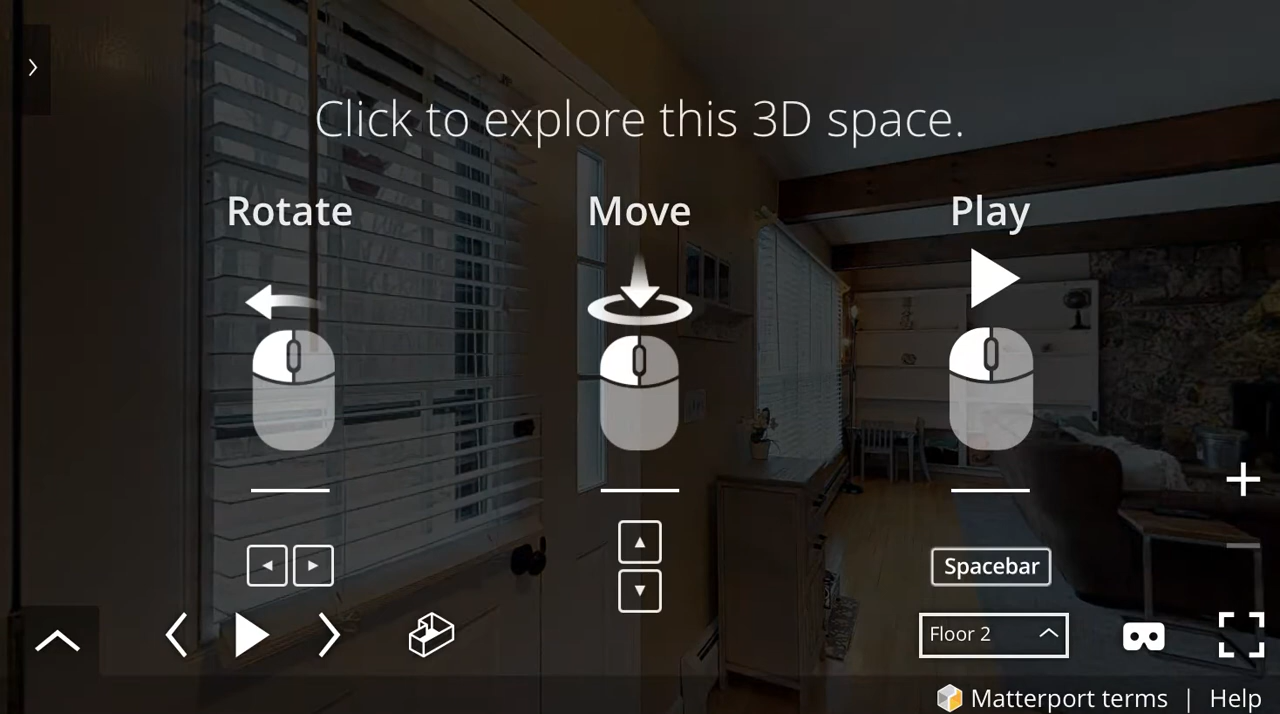 Click to explore this 3D space.
Rotate
Move
Play
Spacebar
Floor 2
Matterport terms | Help